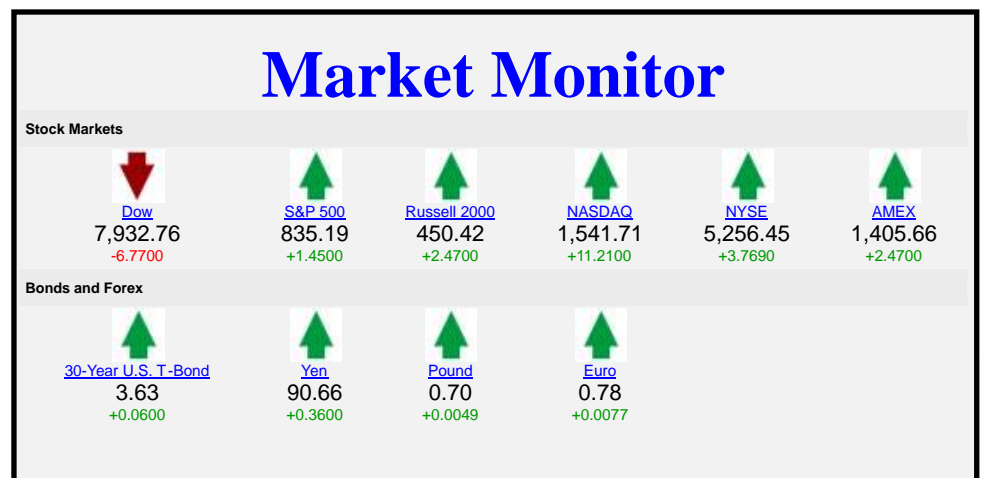 Market Monitor
Stock Markets
Dow S&P 500 Russell 2000 NASDAQ NYSE AMEX
7,932.76 835.19 450.42 1,541.71 5,256.45 1,405.66
-6.7700 +1.4500 +2.4700 +11.2100 +3.7690 +2.4700
Bonds and Forex
30-Year U.S. T-Bond Yen Pound Euro
3.63 90.66 0.70 0.78
+0.0600 +0.3600 +0.0049 +0.0077